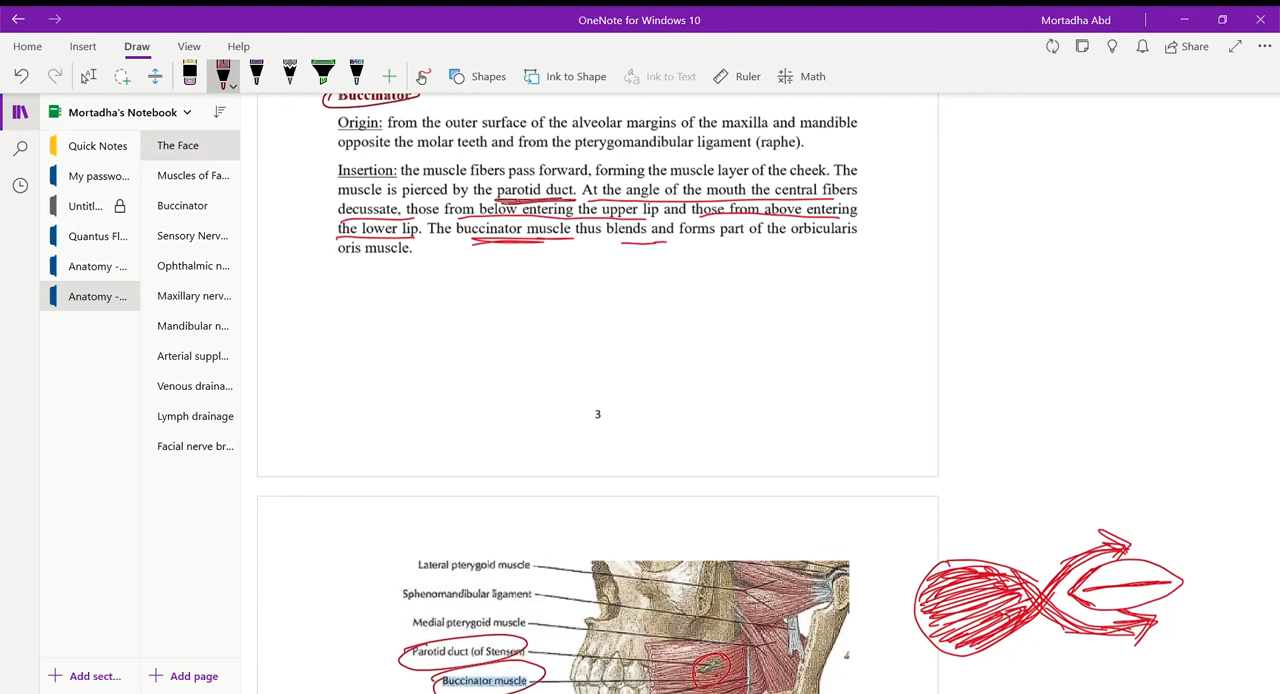 OneNote for Windows 10
Mortadha Abd
Home Insert Draw View Help
Share
Shapes Ink to Shape Ink to Text Ruler Math
Mortadha's Notebook
Quick Notes
My passwo...
Untitl...
Quantus Fl...
Anatomy -...
Anatomy -...
Add sect...
The Face
Muscles of Fa...
Buccinator
Sensory Nerv...
Ophthalmic n...
Maxillary nerv...
Mandibular n...
Arterial suppl...
Venous draina...
Lymph drainage
Facial nerve br...
Add page
Buccinator
Origin: from the outer surface of the alveolar margins of the maxilla and mandible
opposite the molar teeth and from the pterygomandibular ligament (raphe).
Insertion: the muscle fibers pass forward, forming the muscle layer of the cheek. The
muscle is pierced by the parotid duct. At the angle of the mouth the central fibers
decussate, those from below entering the upper lip and those from above entering
the lower lip. The buccinator muscle thus blends and forms part of the orbicularis
oris muscle.
3
Lateral pterygoid muscle
Sphenomandibular ligament
Medial pterygoid muscle
Parotid duct (of Stensen)
Buccinator muscle